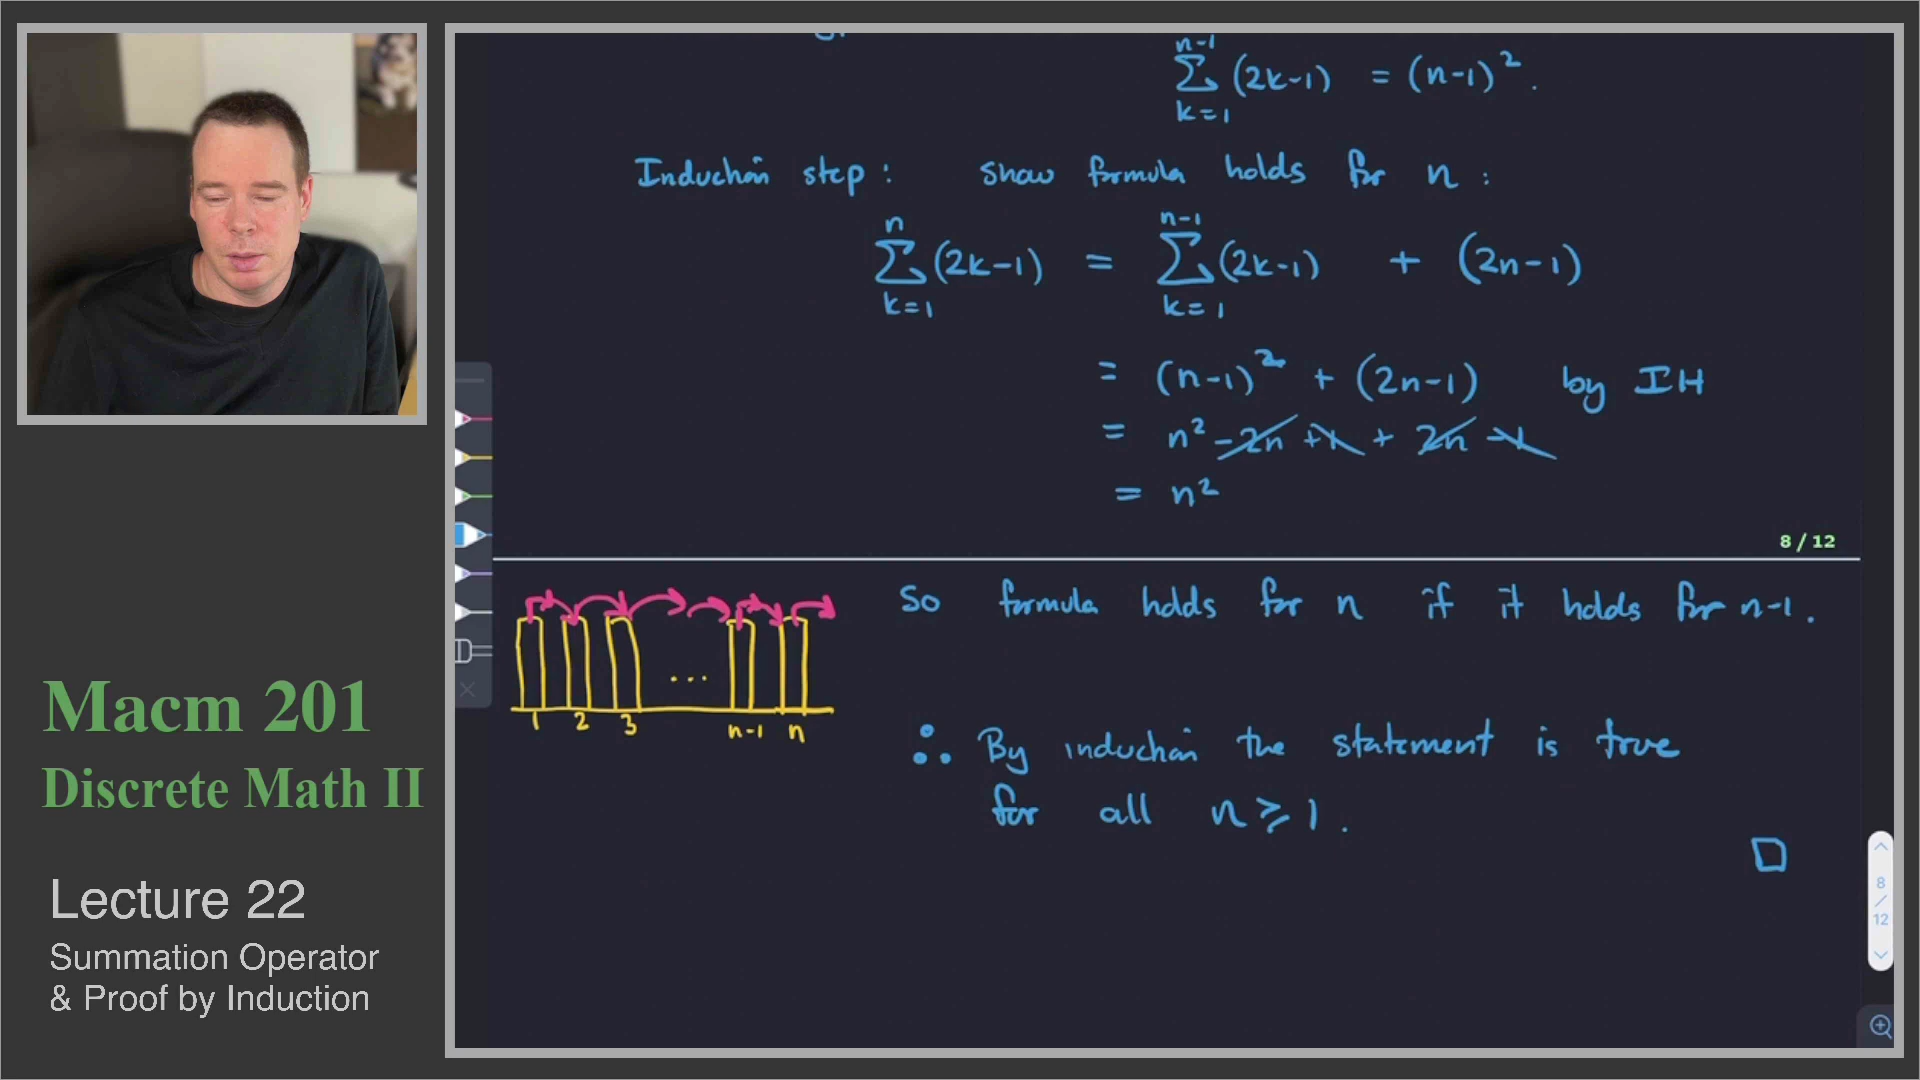 n-1
∑ (2k-1) = (n-1)².
k=1
Induction step: show formula holds for n:
n n-1
∑ (2k-1) = ∑ (2k-1) + (2n-1)
k=1 k=1
= (n-1)² + (2n-1) by IH
= n² -2n +1 + 2n -1
= n²
8 / 12
So formula holds for n if it holds for n-1.
...
1 2 3 n-1 n
∴ By induction the statement is true
for all n ⩾ 1.
□
8
/
12
Macm 201
Discrete Math II
Lecture 22
Summation Operator
& Proof by Induction